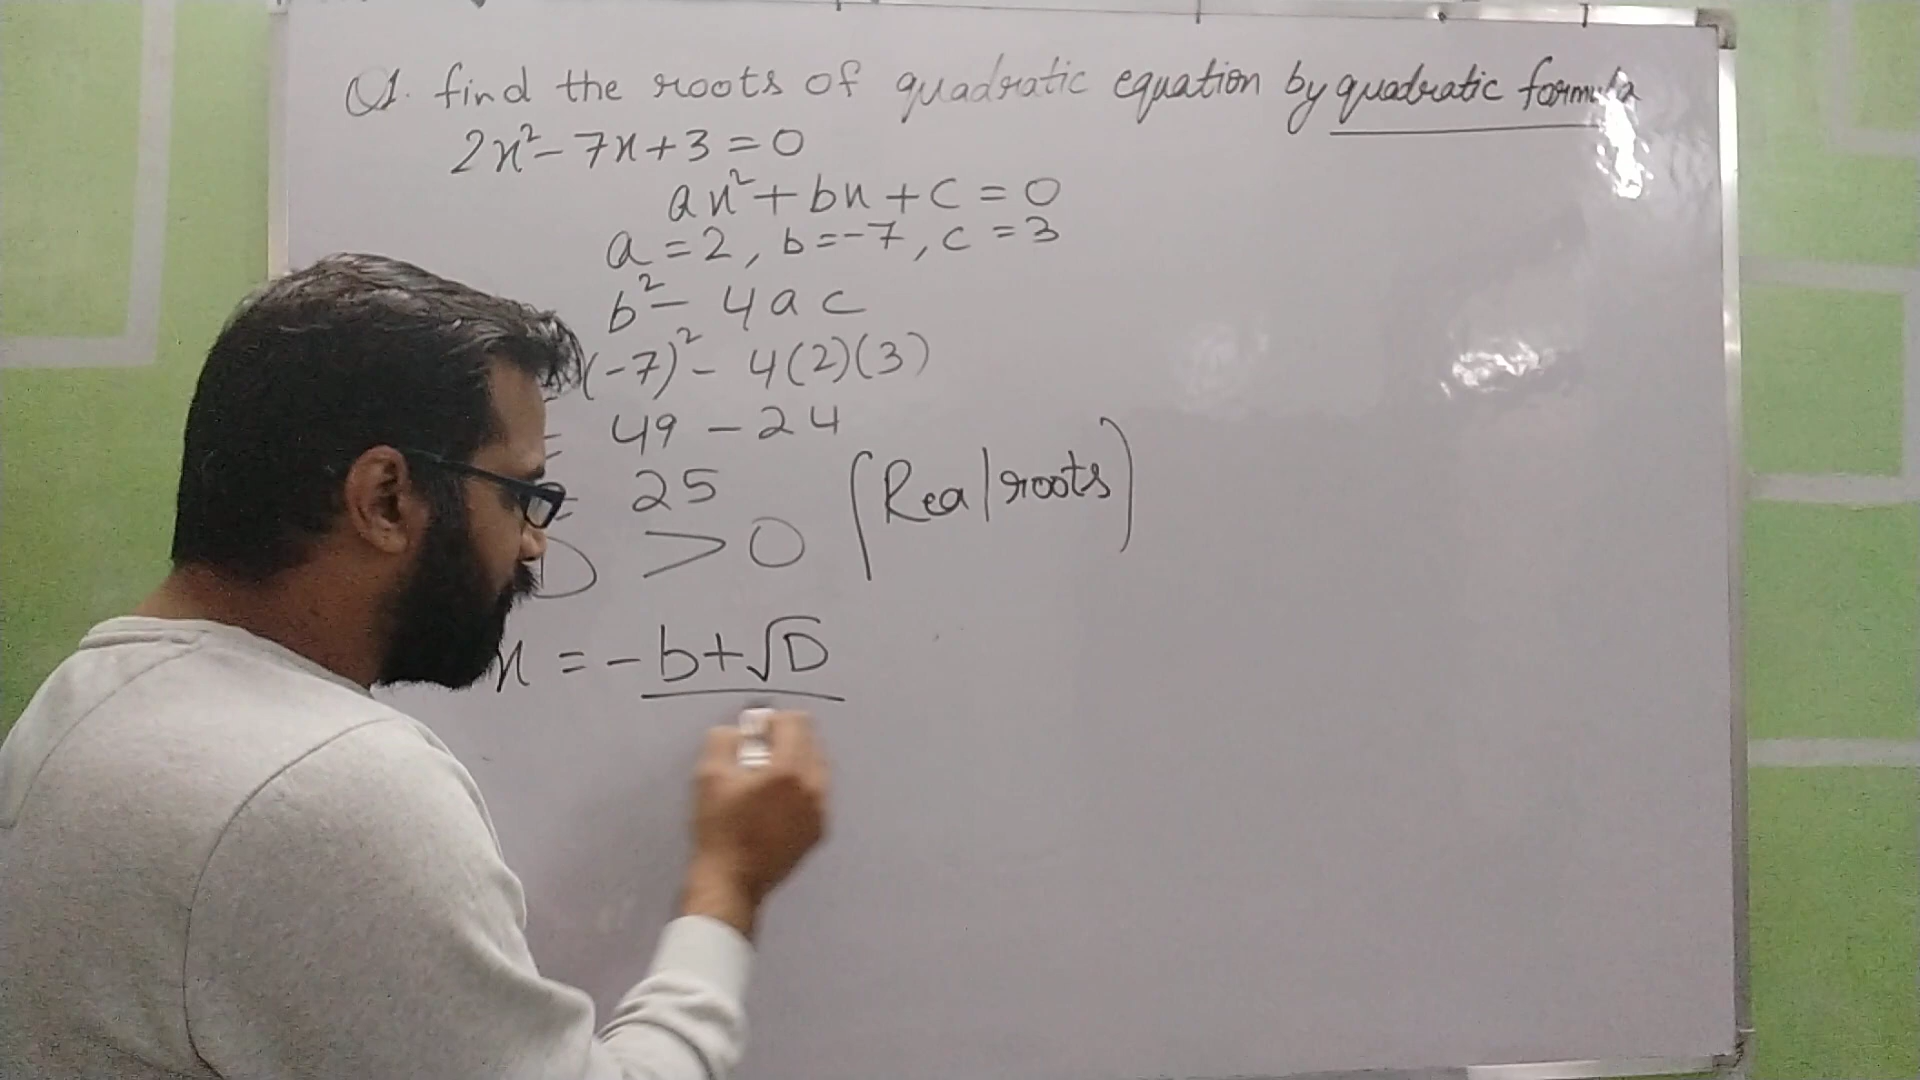 Q1. find the roots of quadratic equation by quadratic formula
2x² - 7x + 3 = 0
ax² + bx + c = 0
a = 2, b = -7, c = 3
b² - 4ac
(-7)² - 4(2)(3)
= 49 - 24
= 25 (Real roots)
D > 0
x = -b+√D